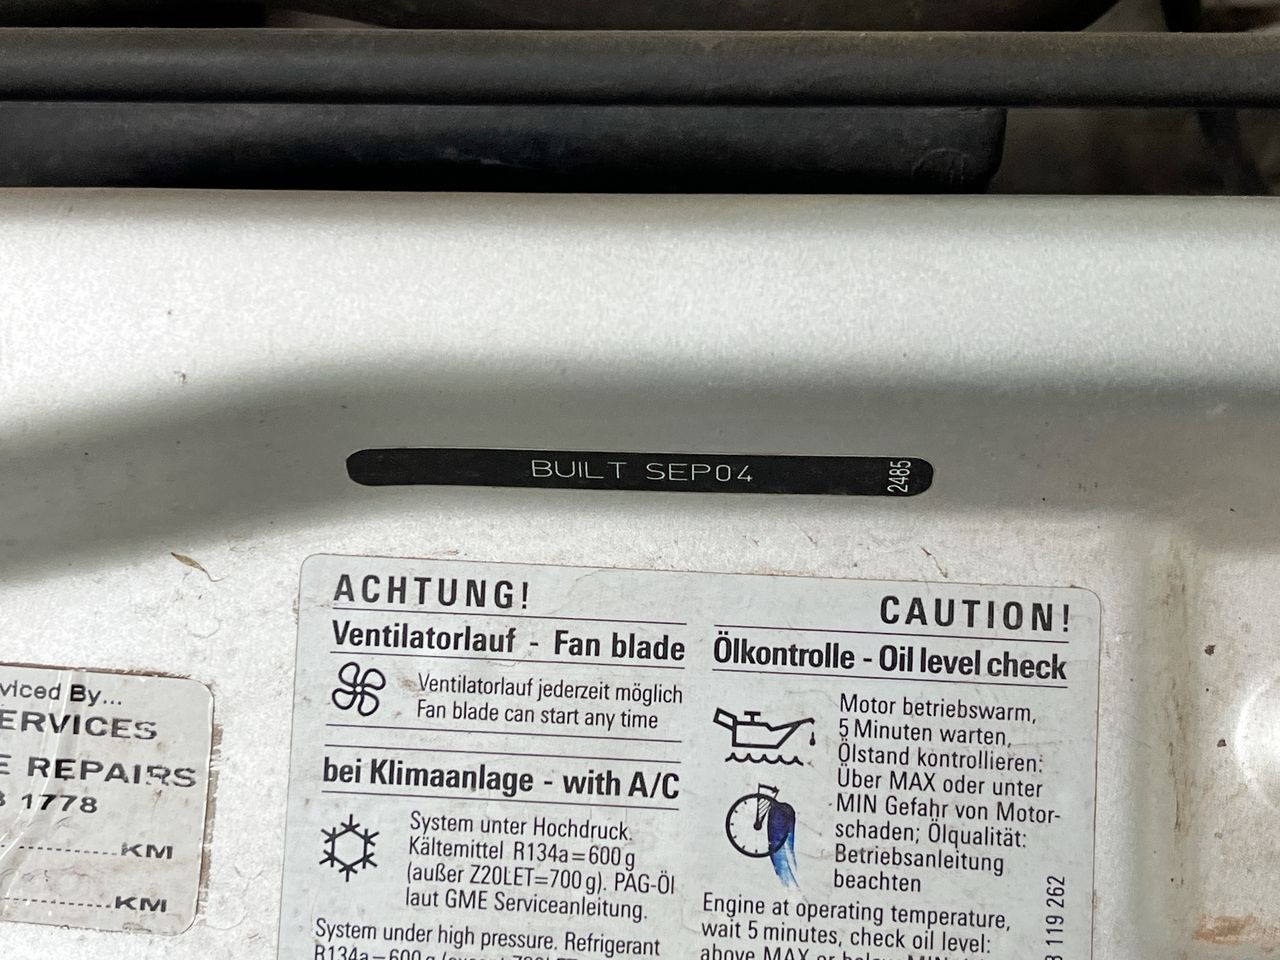 BUILT SEP04
2485
ACHTUNG!
Ventilatorlauf - Fan blade
Ventilatorlauf jederzeit möglich
Fan blade can start any time
bei Klimaanlage - with A/C
System unter Hochdruck.
Kältemittel R134a=600g
(außer Z20LET=700g). PAG-Öl
laut GME Serviceanleitung.
System under high pressure. Refrigerant
CAUTION!
Ölkontrolle - Oil level check
Motor betriebswarm,
5 Minuten warten,
Ölstand kontrollieren:
Über MAX oder unter
MIN Gefahr von Motor-
schaden; Ölqualität:
Betriebsanleitung
beachten
Engine at operating temperature,
wait 5 minutes, check oil level:
119 262
By...
REPAIRS
1778
KM
KM